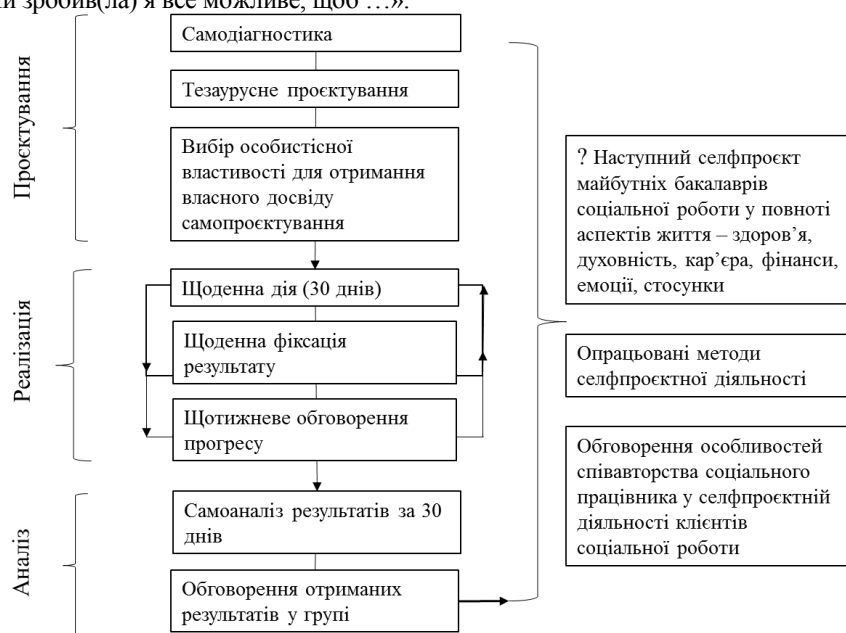 и зробив(ла) я все можливе, щоб …».
Проєктування
Самодіагностика
Тезаурусне проєктування
Вибір особистісної
властивості для отримання
власного досвіду
самопроєктування
Реалізація
Щоденна дія (30 днів)
Щоденна фіксація
результату
Щотижневе обговорення
прогресу
Аналіз
Самоаналіз результатів за 30
днів
Обговорення отриманих
результатів у групі
? Наступний селфпроєкт
майбутніх бакалаврів
соціальної роботи у повноті
аспектів життя – здоров’я,
духовність, кар’єра, фінанси,
емоції, стосунки
Опрацьовані методи
селфпроєктної діяльності
Обговорення особливостей
співавторства соціального
працівника у селфпроєктній
діяльності клієнтів
соціальної роботи